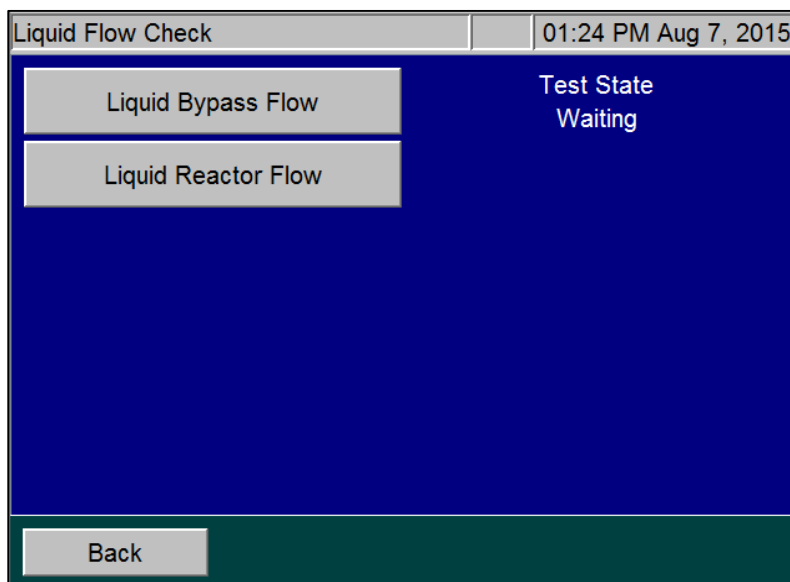 Liquid Flow Check
01:24 PM Aug 7, 2015
Liquid Bypass Flow
Test State
Waiting
Liquid Reactor Flow
Back